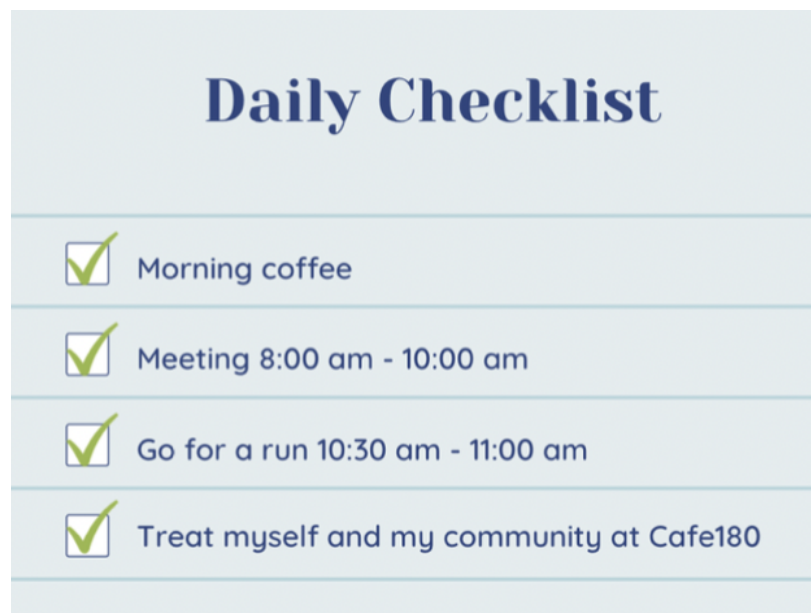 Daily Checklist
Morning coffee
Meeting 8:00 am - 10:00 am
Go for a run 10:30 am - 11:00 am
Treat myself and my community at Cafe180